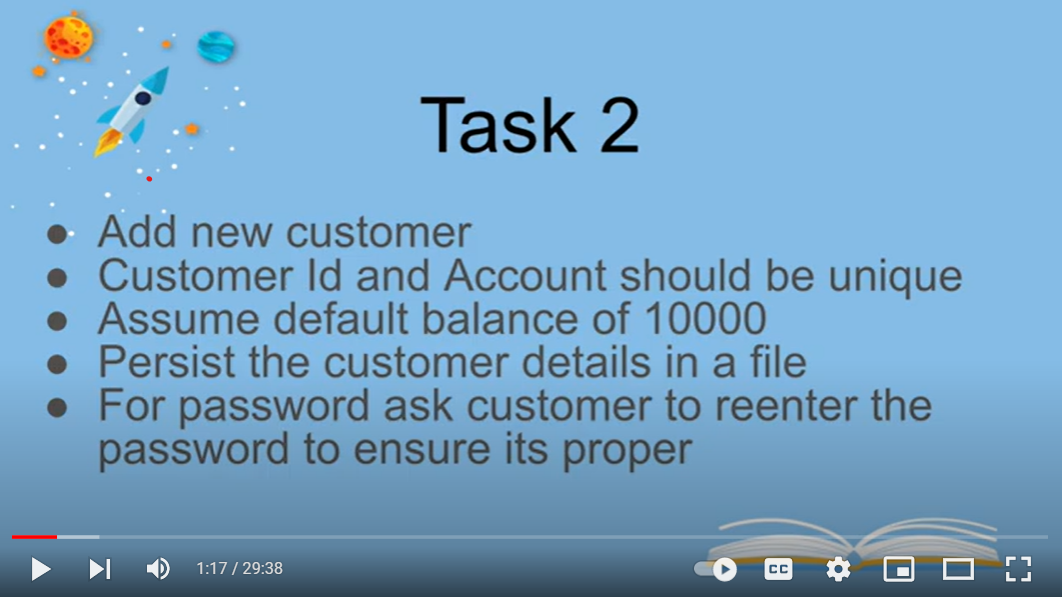 Task 2
● Add new customer
● Customer Id and Account should be unique
● Assume default balance of 10000
● Persist the customer details in a file
● For password ask customer to reenter the
password to ensure its proper
1:17 / 29:38
CC